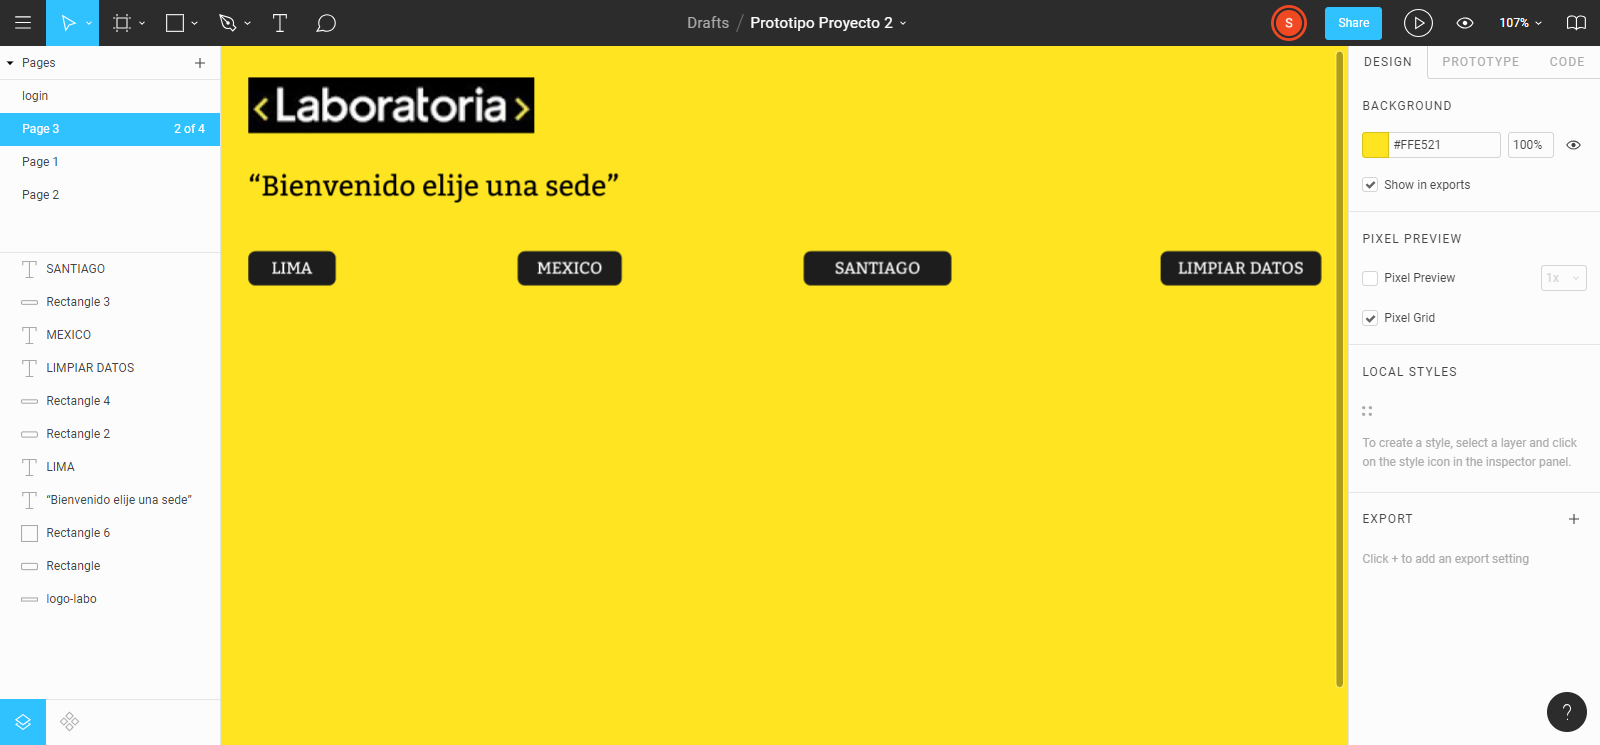 Drafts / Prototipo Proyecto 2
S
Share
107%
Pages
login
Page 3 2 of 4
Page 1
Page 2
SANTIAGO
Rectangle 3
MEXICO
LIMPIAR DATOS
Rectangle 4
Rectangle 2
LIMA
“Bienvenido elije una sede”
Rectangle 6
Rectangle
logo-labo
<Laboratoria>
“Bienvenido elije una sede”
LIMA MEXICO SANTIAGO LIMPIAR DATOS
DESIGN PROTOTYPE CODE
BACKGROUND
#FFE521 100%
Show in exports
PIXEL PREVIEW
Pixel Preview 1x
Pixel Grid
LOCAL STYLES
To create a style, select a layer and click
on the style icon in the inspector panel.
EXPORT
Click + to add an export setting
?